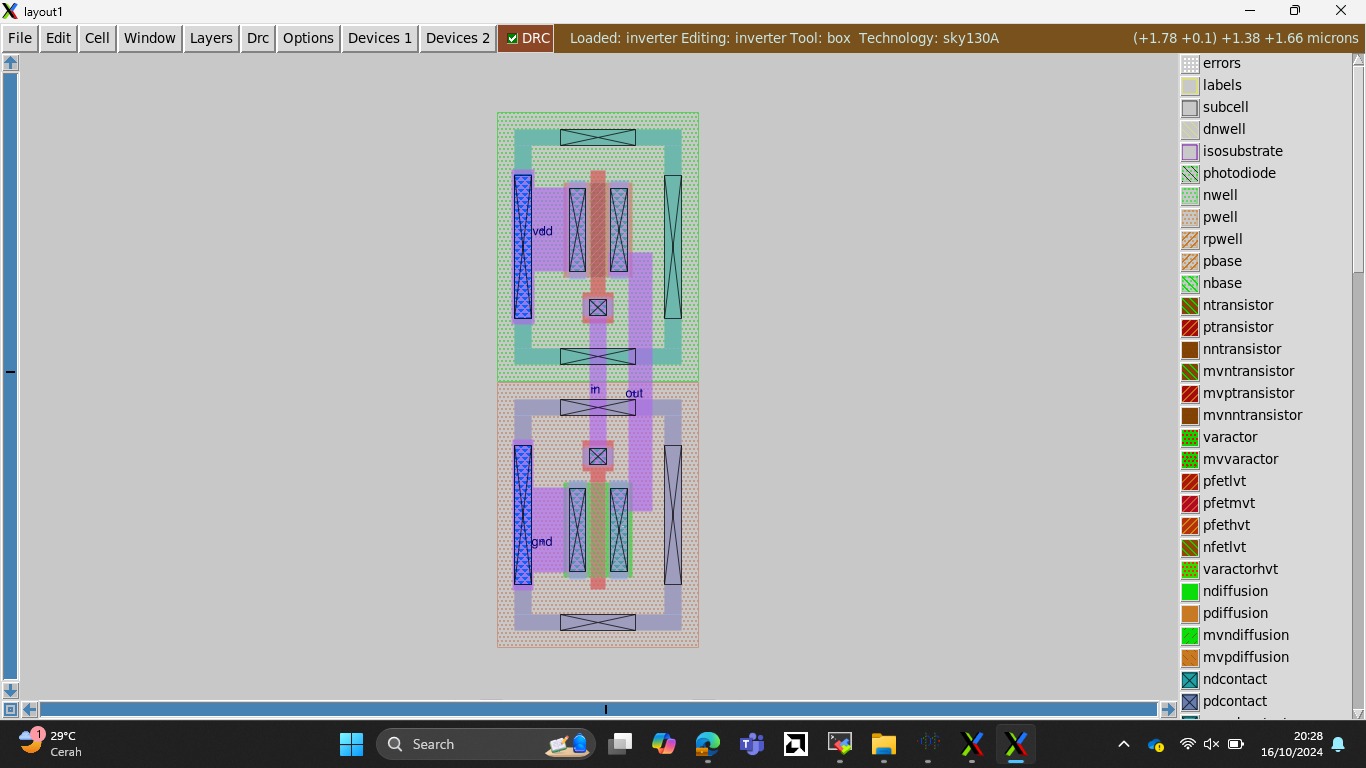 layout1
File Edit Cell Window Layers Drc Options Devices 1 Devices 2 DRC Loaded: inverter Editing: inverter Tool: box Technology: sky130A (+1.78 +0.1) +1.38 +1.66 microns
errors
labels
subcell
dnwell
isosubstrate
photodiode
nwell
pwell
rpwell
pbase
nbase
ntransistor
ptransistor
nntransistor
mvntransistor
mvptransistor
mvnntransistor
varactor
mvvaractor
pfetlvt
pfetmvt
pfethvt
nfetlvt
varactorhvt
ndiffusion
pdiffusion
mvndiffusion
mvpdiffusion
ndcontact
pdcontact
vdd
in
out
gnd
1
29°C
Cerah
Search
20:28
16/10/2024